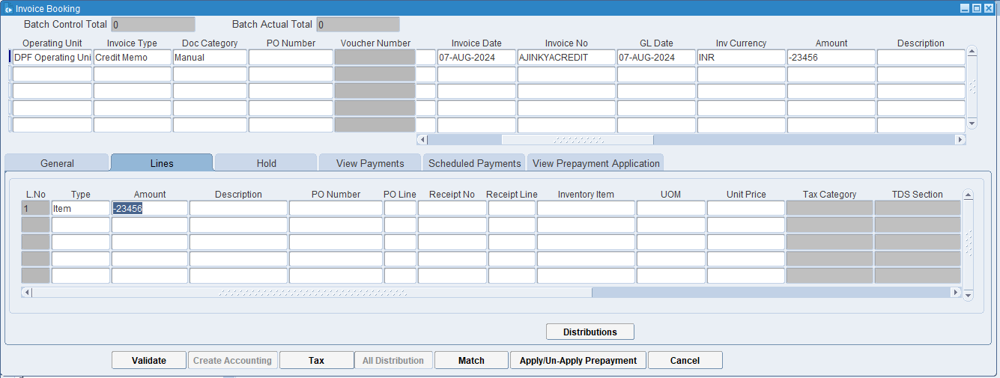 Invoice Booking
Batch Control Total 0 Batch Actual Total 0
Operating Unit Invoice Type Doc Category PO Number Voucher Number Invoice Date Invoice No GL Date Inv Currency Amount Description
DPF Operating Uni Credit Memo Manual 07-AUG-2024 AJINKYACREDIT 07-AUG-2024 INR -23456
General Lines Hold View Payments Scheduled Payments View Prepayment Application
L.No Type Amount Description PO Number PO Line Receipt No Receipt Line Inventory Item UOM Unit Price Tax Category TDS Section
1 Item -23456
Distributions
Validate Create Accounting Tax All Distribution Match Apply/Un-Apply Prepayment Cancel